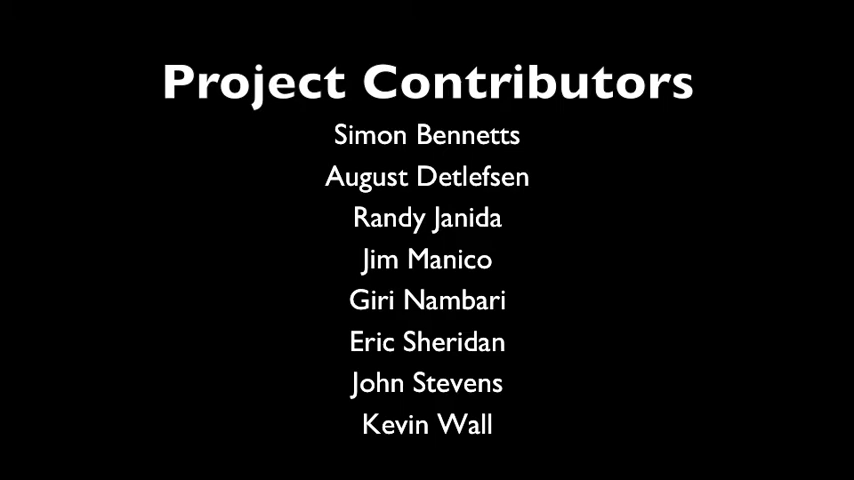 Project Contributors
Simon Bennetts
August Detlefsen
Randy Janida
Jim Manico
Giri Nambari
Eric Sheridan
John Stevens
Kevin Wall